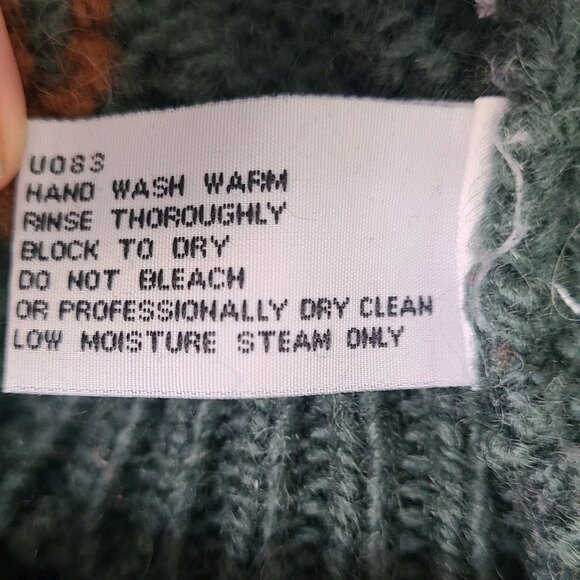 U083
HAND WASH WARM
RINSE THOROUGHLY
BLOCK TO DRY
DO NOT BLEACH
OR PROFESSIONALLY DRY CLEAN
LOW MOISTURE STEAM ONLY